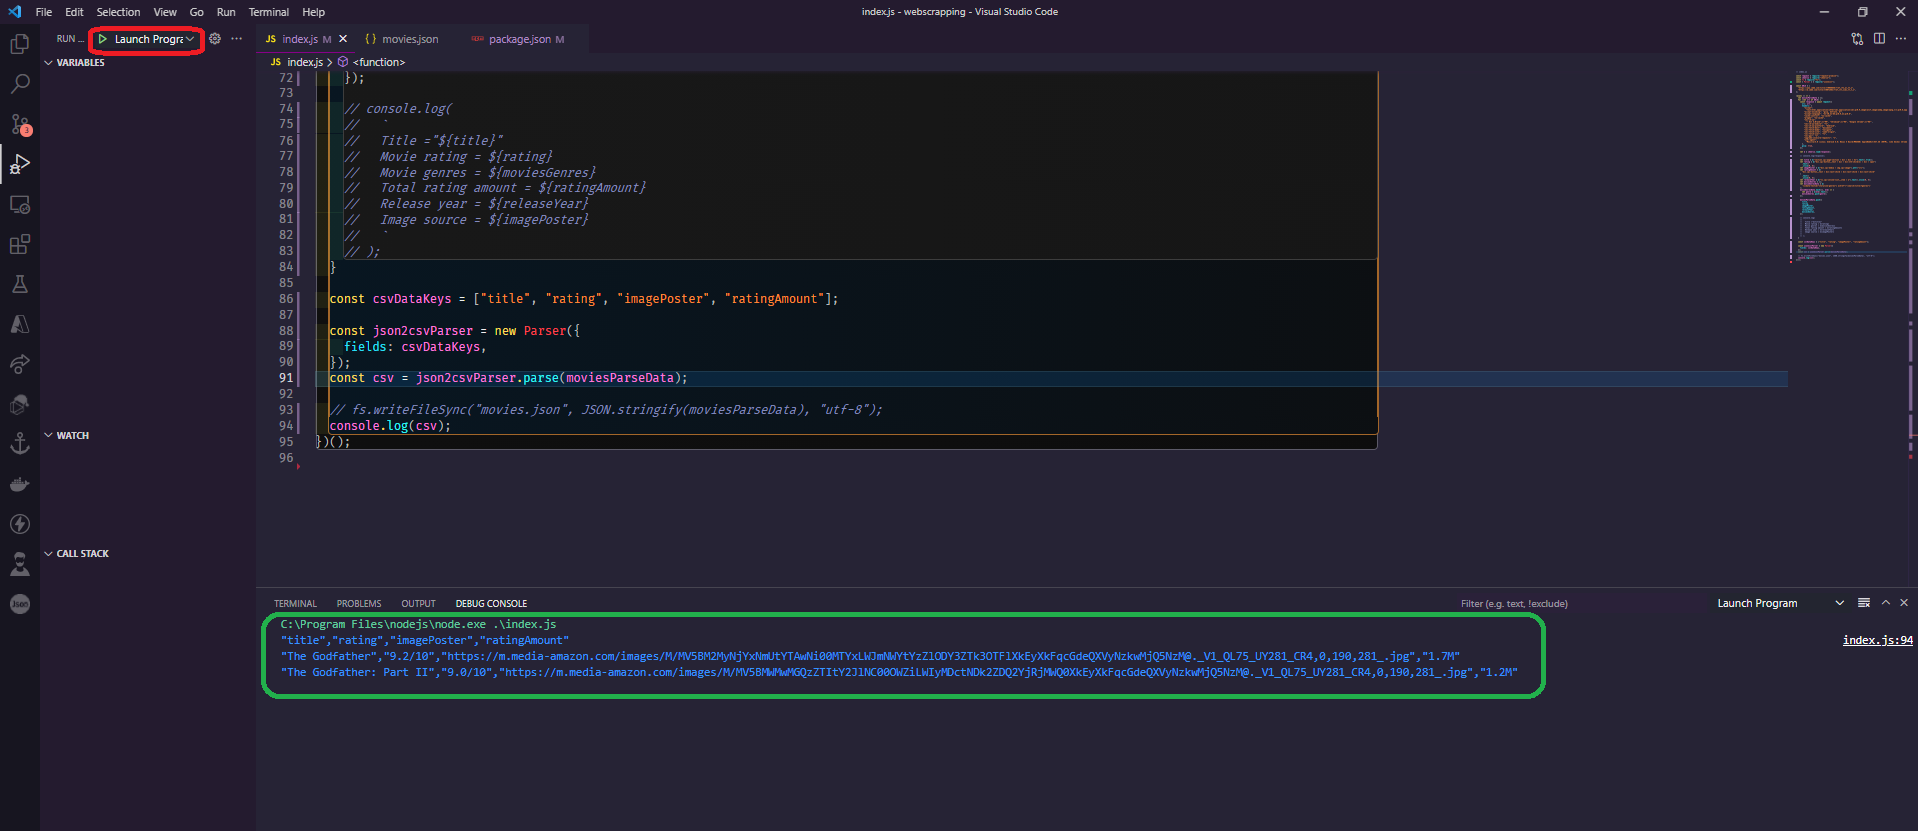 File Edit Selection View Go Run Terminal Help
index.js - webscrapping - Visual Studio Code
RUN ... Launch Progra
VARIABLES
WATCH
CALL STACK
3
Json
JS index.js M
{ } movies.json
package.json M
JS index.js > <function>
72 });
73
74 // console.log(
75 // `
76 // Title ="${title}"
77 // Movie rating = ${rating}
78 // Movie genres = ${moviesGenres}
79 // Total rating amount = ${ratingAmount}
80 // Release year = ${releaseYear}
81 // Image source = ${imagePoster}
82 // `
83 // );
84 }
85
86 const csvDataKeys = ["title", "rating", "imagePoster", "ratingAmount"];
87
88 const json2csvParser = new Parser({
89 fields: csvDataKeys,
90 });
91 const csv = json2csvParser.parse(moviesParseData);
92
93 // fs.writeFileSync("movies.json", JSON.stringify(moviesParseData), "utf-8");
94 console.log(csv);
95 })();
96
TERMINAL PROBLEMS OUTPUT DEBUG CONSOLE
Filter (e.g. text, !exclude)
Launch Program
C:\Program Files\nodejs\node.exe .\index.js
"title","rating","imagePoster","ratingAmount"
index.js:94
"The Godfather","9.2/10","https://m.media-amazon.com/images/M/MV5BM2MyNjYxNmUtYTAwNi00MTYxLWJmNWYtYzZlODY3ZTk3OTFlXkEyXkFqcGdeQXVyNzkwMjQ5NzM@._V1_QL75_UY281_CR4,0,190,281_.jpg","1.7M"
"The Godfather: Part II","9.0/10","https://m.media-amazon.com/images/M/MV5BMWMwMGQzZTItY2JlNC00OWZiLWIyMDctNDk2ZDQ2YjRjMWQ0XkEyXkFqcGdeQXVyNzkwMjQ5NzM@._V1_QL75_UY281_CR4,0,190,281_.jpg","1.2M"